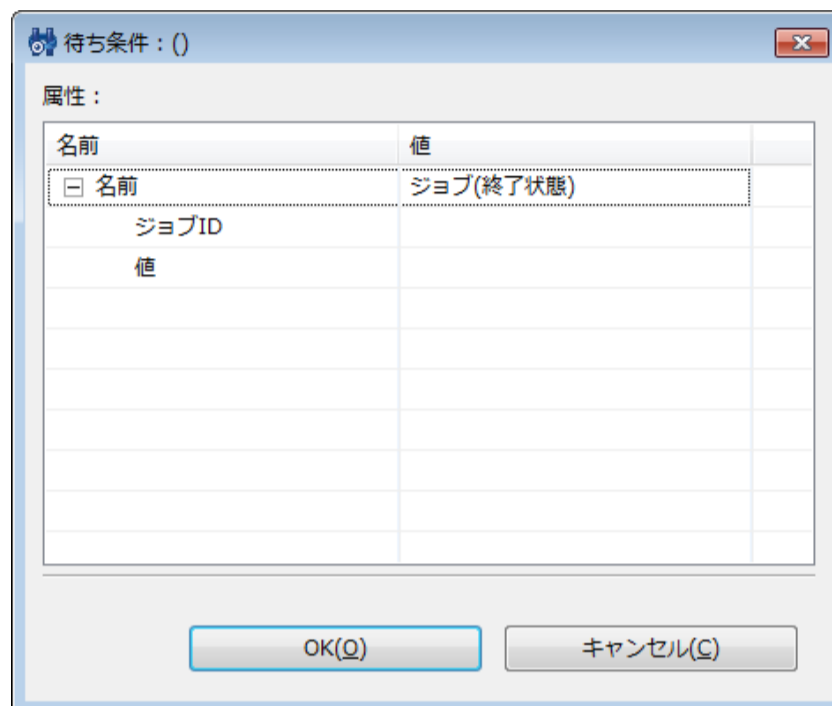 待ち条件：()
属性：
名前 値
名前 ジョブ(終了状態)
ジョブID
値
OK(O) キャンセル(C)